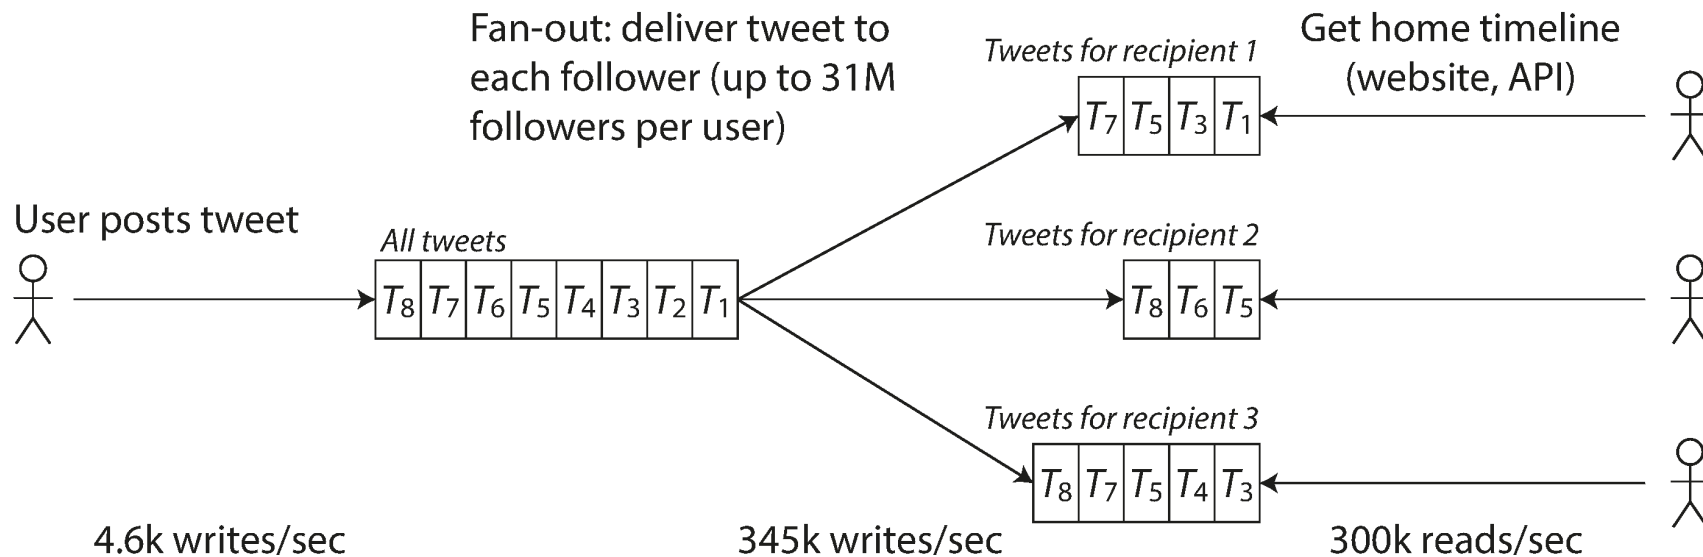 Fan-out: deliver tweet to
each follower (up to 31M
followers per user)
Tweets for recipient 1
T7 T5 T3 T1
Get home timeline
(website, API)
User posts tweet
All tweets
T8 T7 T6 T5 T4 T3 T2 T1
Tweets for recipient 2
T8 T6 T5
Tweets for recipient 3
T8 T7 T5 T4 T3
4.6k writes/sec
345k writes/sec
300k reads/sec